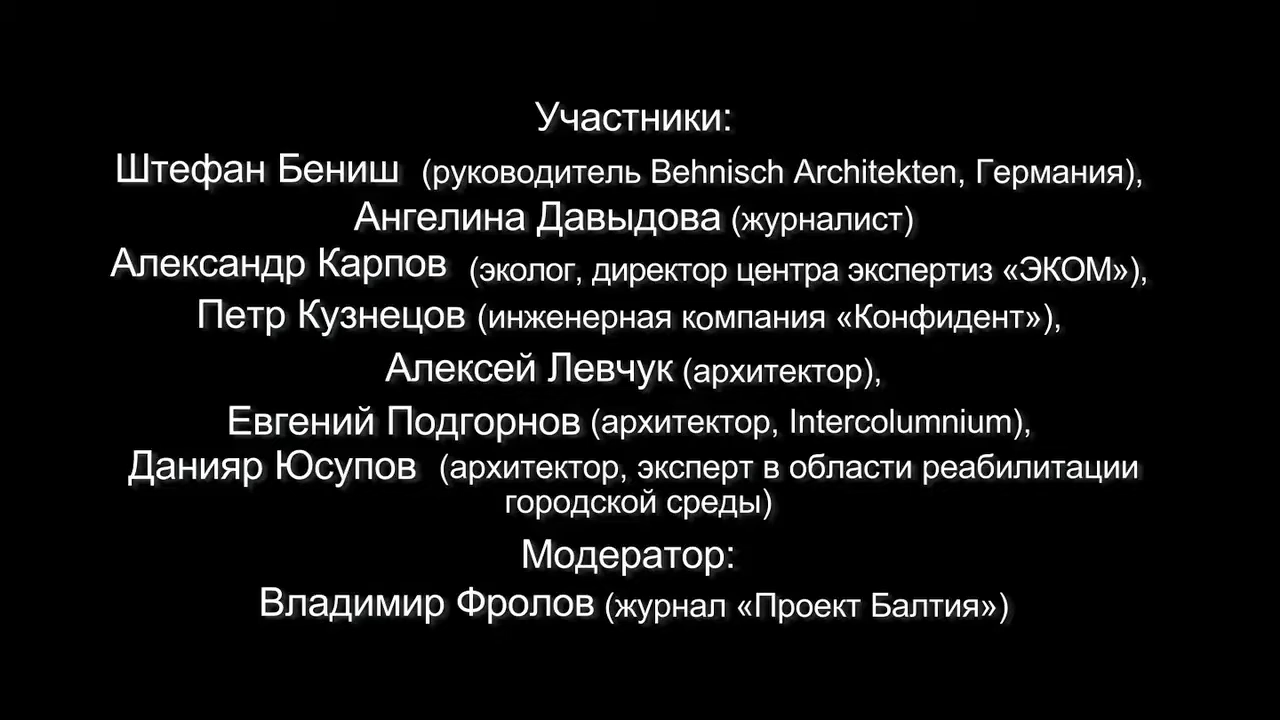 Участники:
Штефан Бениш (руководитель Behnisch Architekten, Германия),
Ангелина Давыдова (журналист)
Александр Карпов (эколог, директор центра экспертиз «ЭКОМ»),
Петр Кузнецов (инженерная компания «Конфидент»),
Алексей Левчук (архитектор),
Евгений Подгорнов (архитектор, Intercolumnium),
Данияр Юсупов (архитектор, эксперт в области реабилитации
городской среды)
Модератор:
Владимир Фролов (журнал «Проект Балтия»)